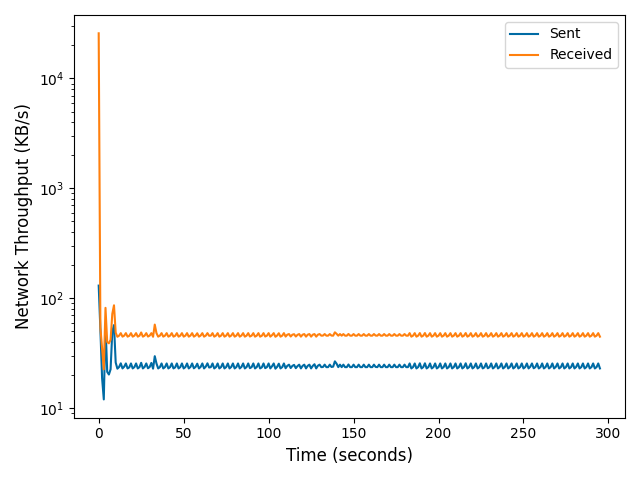 Sent
Received
Network Throughput (KB/s)
10⁴
10³
10²
10¹
0 50 100 150 200 250 300
Time (seconds)